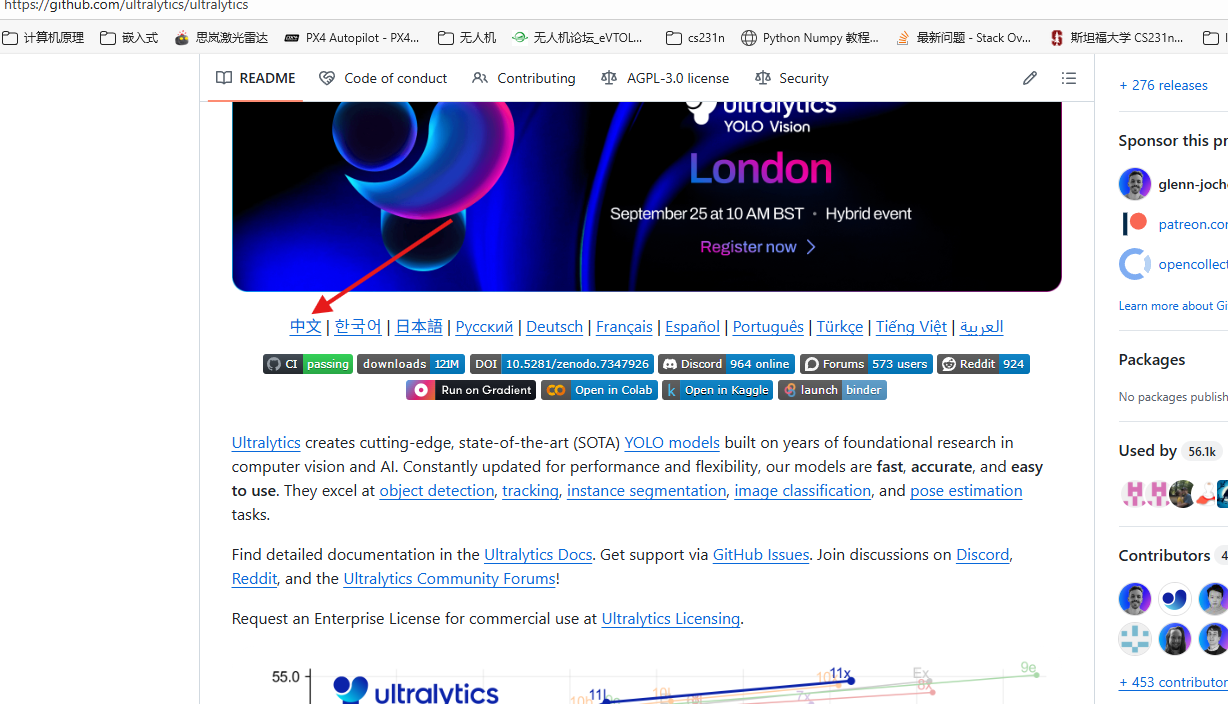 https://github.com/ultralytics/ultralytics
计算机原理 嵌入式 思岚激光雷达 PX4 Autopilot - PX4... 无人机 无人机论坛_eVTOL... cs231n Python Numpy 教程... 最新问题 - Stack Ov... 斯坦福大学 CS231n...
README Code of conduct Contributing AGPL-3.0 license Security
+ 276 releases
ultralytics
YOLO Vision
London
September 25 at 10 AM BST • Hybrid event
Register now
Sponsor this pr
glenn-joch
patreon.cor
opencollect
Learn more about Gi
中文 | 한국어 | 日本語 | Русский | Deutsch | Français | Español | Português | Türkçe | Tiếng Việt | العربية
CI passing downloads 121M DOI 10.5281/zenodo.7347926 Discord 964 online Forums 573 users Reddit 924
Run on Gradient Open in Colab Open in Kaggle launch binder
Packages
No packages publish
Ultralytics creates cutting-edge, state-of-the-art (SOTA) YOLO models built on years of foundational research in
computer vision and AI. Constantly updated for performance and flexibility, our models are fast, accurate, and easy
to use. They excel at object detection, tracking, instance segmentation, image classification, and pose estimation
tasks.
Used by 56.1k
Find detailed documentation in the Ultralytics Docs. Get support via GitHub Issues. Join discussions on Discord,
Reddit, and the Ultralytics Community Forums!
Contributors 4
Request an Enterprise License for commercial use at Ultralytics Licensing.
+ 453 contributor
55.0
ultralytics
11l
11x
Ex
9e